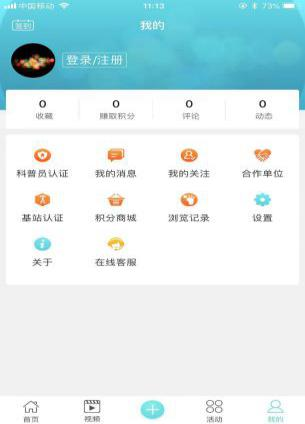 中国移动 11:13 73%
签到 我的
登录/注册
0 0 0 0
收藏 赚取积分 评论 动态
科普员认证 我的消息 我的关注 合作单位
基站认证 积分商城 浏览记录 设置
关于 在线客服
首页 视频 活动 我的